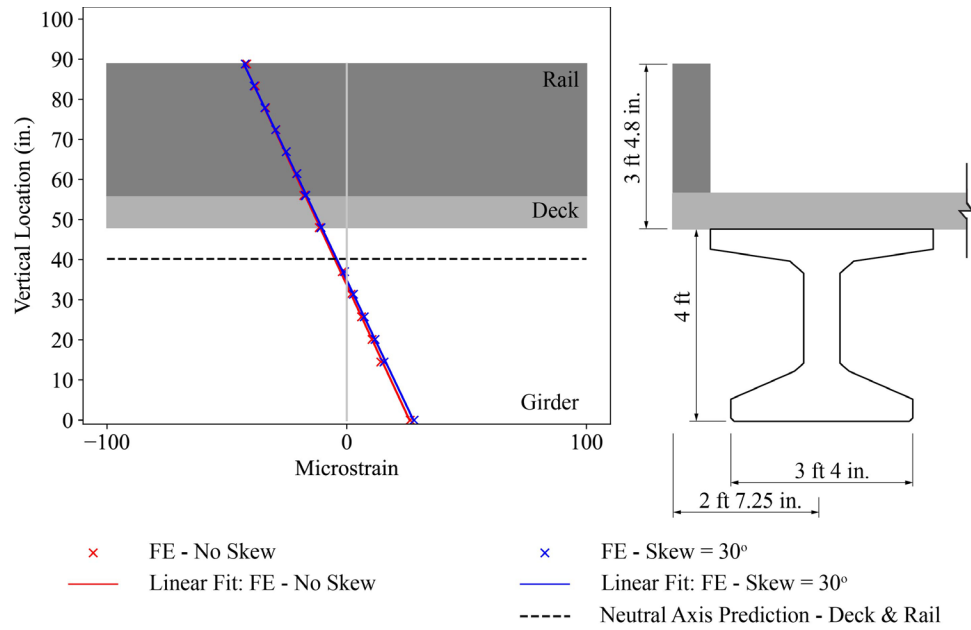 100
90
80
70
60
50
40
30
20
10
0
Vertical Location (in.)
−100
0
100
Microstrain
Rail
Deck
Girder
3 ft 4.8 in.
4 ft
3 ft 4 in.
2 ft 7.25 in.
FE - No Skew
Linear Fit: FE - No Skew
FE - Skew = 30º
Linear Fit: FE - Skew = 30º
Neutral Axis Prediction - Deck & Rail